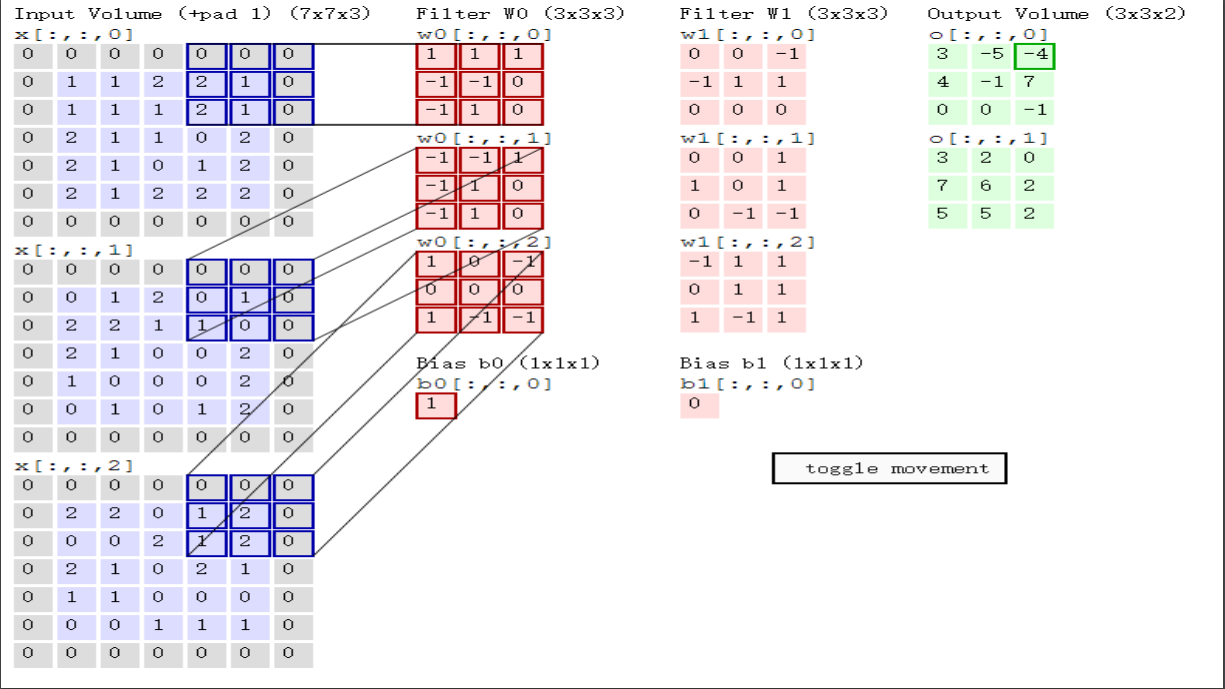 Input Volume (+pad 1) (7x7x3)
x[:,:,0]
0 0 0 0 0 0 0
0 1 1 2 2 1 0
0 1 1 1 2 1 0
0 2 1 1 0 2 0
0 2 1 0 1 2 0
0 2 1 2 2 2 0
0 0 0 0 0 0 0
x[:,:,1]
0 0 0 0 0 0 0
0 0 1 2 0 1 0
0 2 2 1 1 0 0
0 2 1 0 0 2 0
0 1 0 0 0 2 0
0 0 1 0 1 2 0
0 0 0 0 0 0 0
x[:,:,2]
0 0 0 0 0 0 0
0 2 2 0 1 2 0
0 0 0 2 1 2 0
0 2 1 0 2 1 0
0 1 1 0 0 0 0
0 0 0 1 1 1 0
0 0 0 0 0 0 0
Filter W0 (3x3x3)
w0[:,:,0]
1 1 1
-1 -1 0
-1 1 0
w0[:,:,1]
-1 -1 1
-1 1 0
-1 1 0
w0[:,:,2]
1 0 -1
0 0 0
1 -1 -1
Bias b0 (1x1x1)
b0[:,:,0]
1
Filter W1 (3x3x3)
w1[:,:,0]
0 0 -1
-1 1 1
0 0 0
w1[:,:,1]
0 0 1
1 0 1
0 -1 -1
w1[:,:,2]
-1 1 1
0 1 1
1 -1 1
Bias b1 (1x1x1)
b1[:,:,0]
0
Output Volume (3x3x2)
o[:,:,0]
3 -5 -4
4 -1 7
0 0 -1
o[:,:,1]
3 2 0
7 6 2
5 5 2
toggle movement